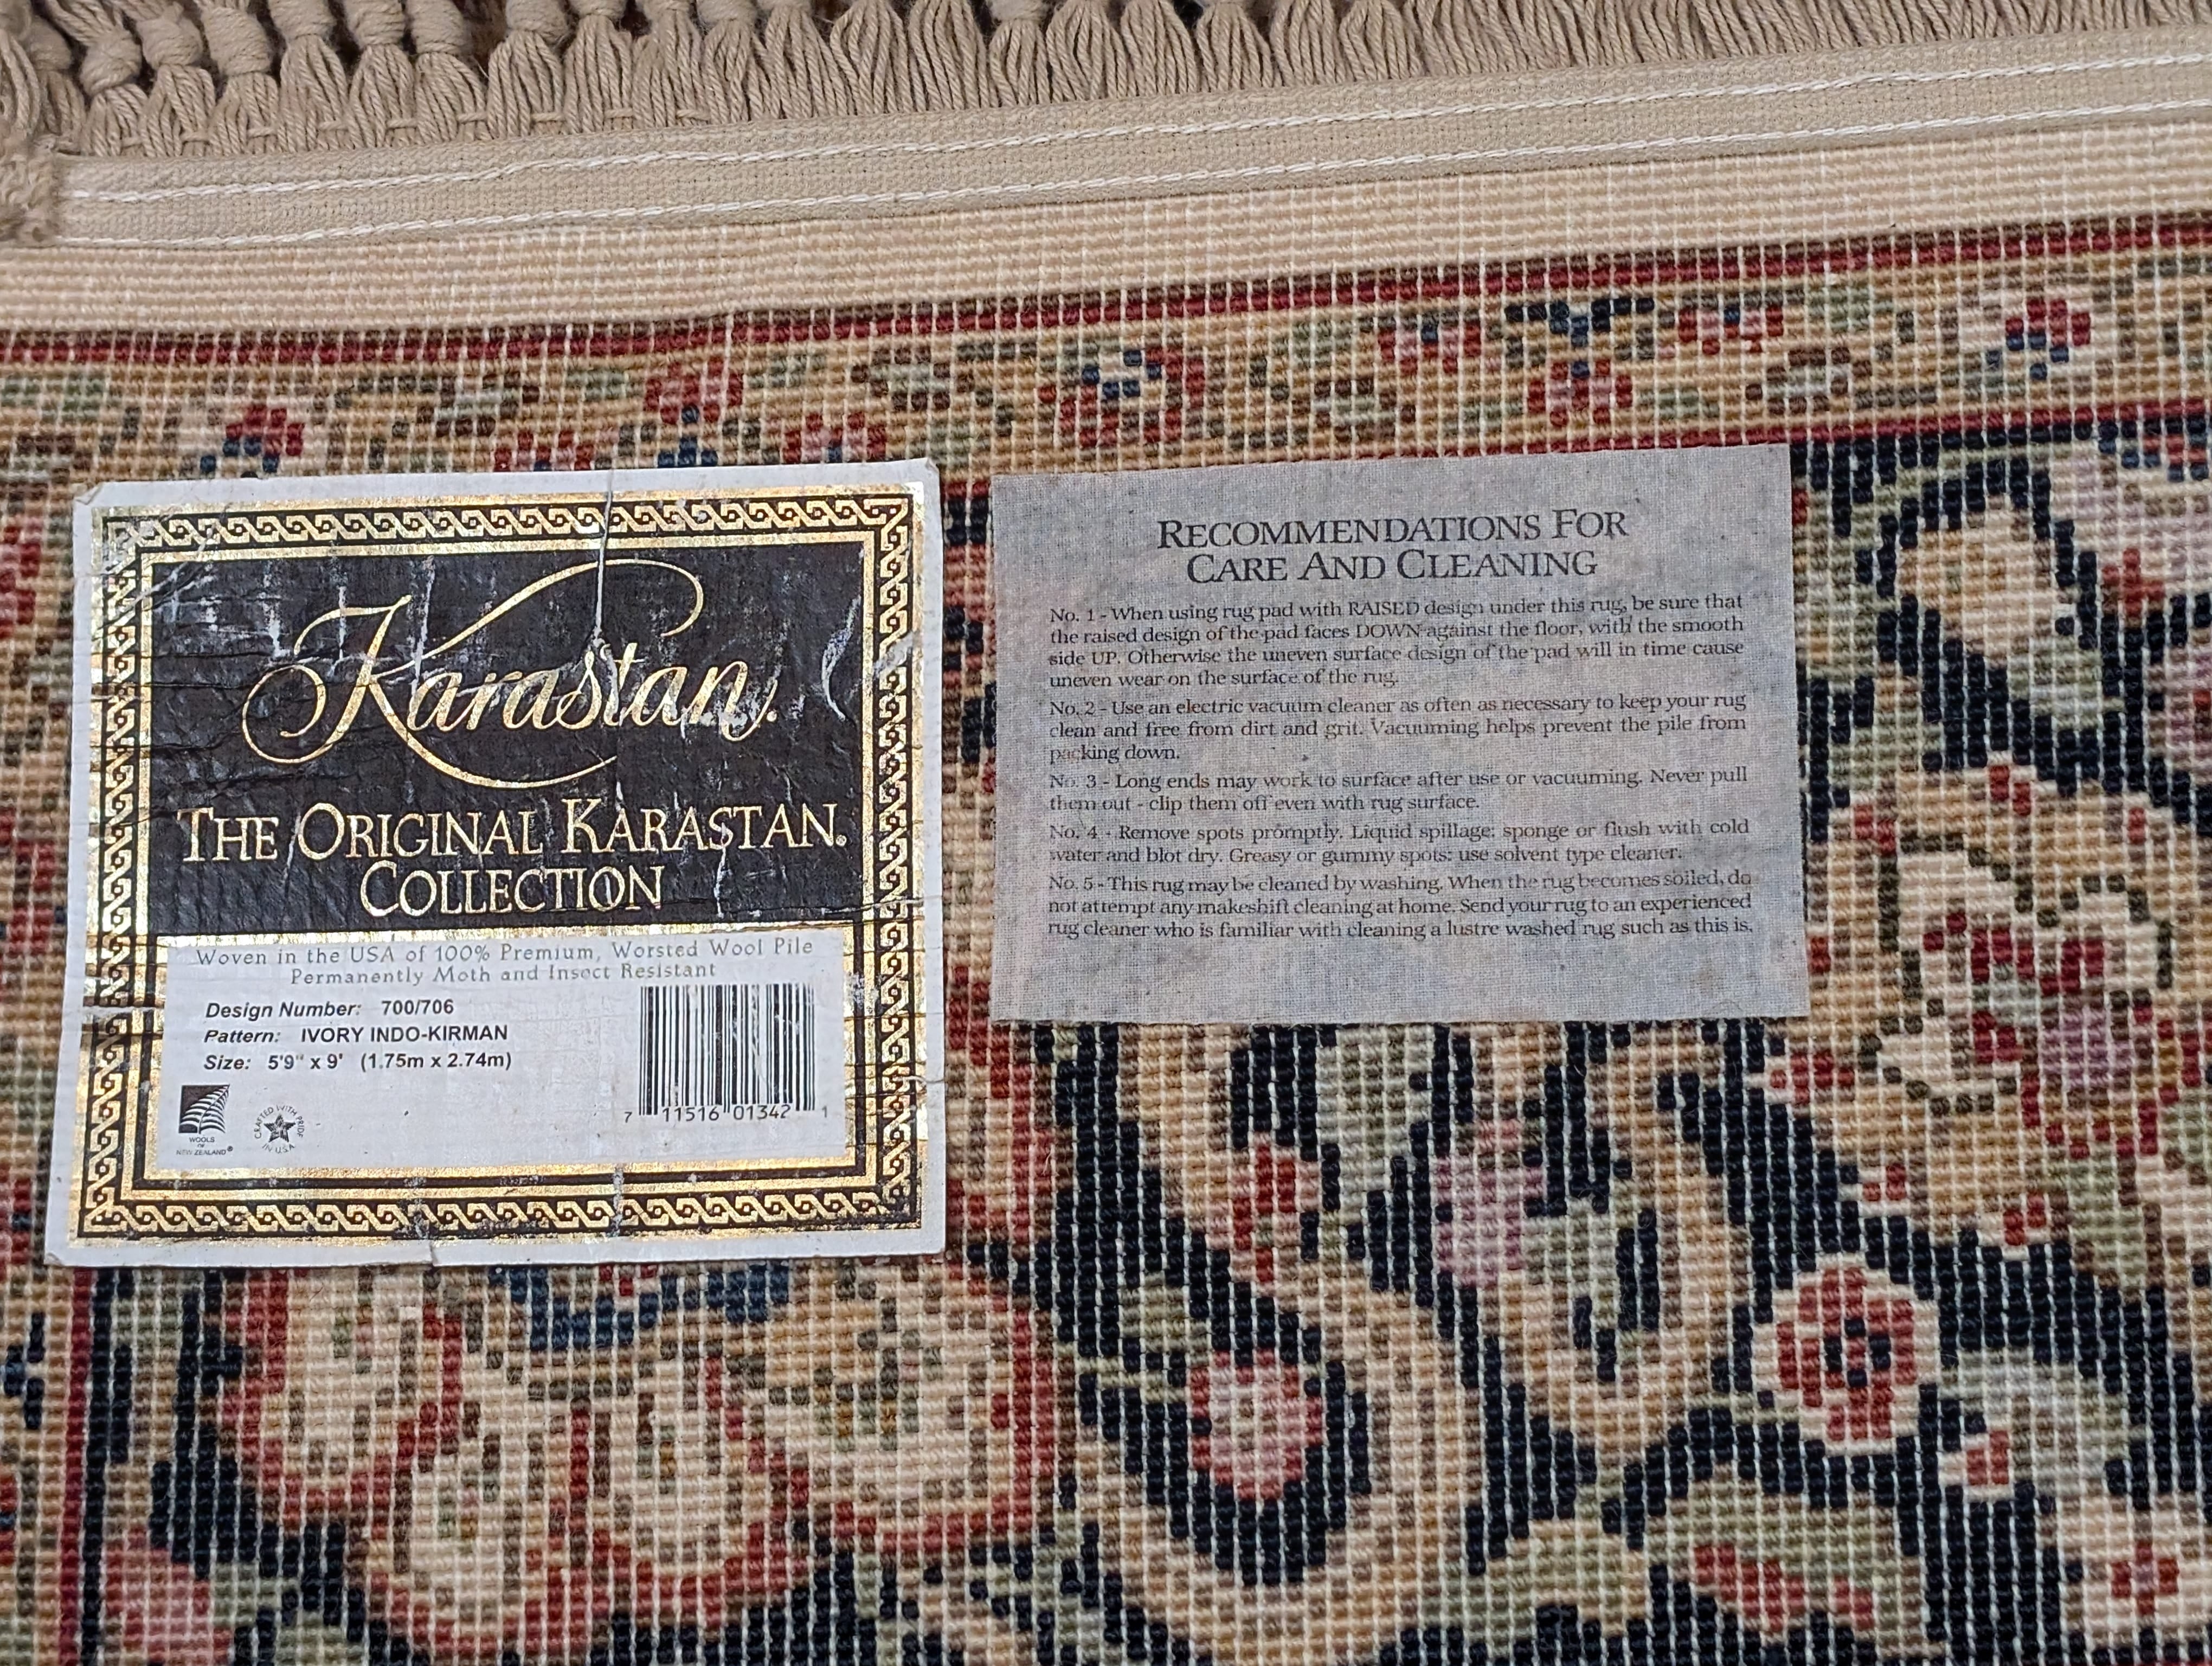 Karastan.
THE ORIGINAL KARASTAN®
COLLECTION
Woven in the USA of 100% Premium, Worsted Wool Pile
Permanently Moth and Insect Resistant
Design Number: 700/706
Pattern: IVORY INDO-KIRMAN
Size: 5'9" x 9' (1.75m x 2.74m)
7 11516 01342 1
WOOLS
OF
NEW ZEALAND®
CRAFTED WITH PRIDE
IN U.S.A.
RECOMMENDATIONS FOR
CARE AND CLEANING
No. 1 - When using rug pad with RAISED design under this rug, be sure that
the raised design of the pad faces DOWN against the floor, with the smooth
side UP. Otherwise the uneven surface design of the pad will in time cause
uneven wear on the surface of the rug.
No. 2 - Use an electric vacuum cleaner as often as necessary to keep your rug
clean and free from dirt and grit. Vacuuming helps prevent the pile from
packing down.
No. 3 - Long ends may work to surface after use or vacuuming. Never pull
them out - clip them off even with rug surface.
No. 4 - Remove spots promptly. Liquid spillage: sponge or flush with cold
water and blot dry. Greasy or gummy spots: use solvent type cleaner.
No. 5 - This rug may be cleaned by washing. When the rug becomes soiled, do
not attempt any makeshift cleaning at home. Send your rug to an experienced
rug cleaner who is familiar with cleaning a lustre washed rug such as this is.